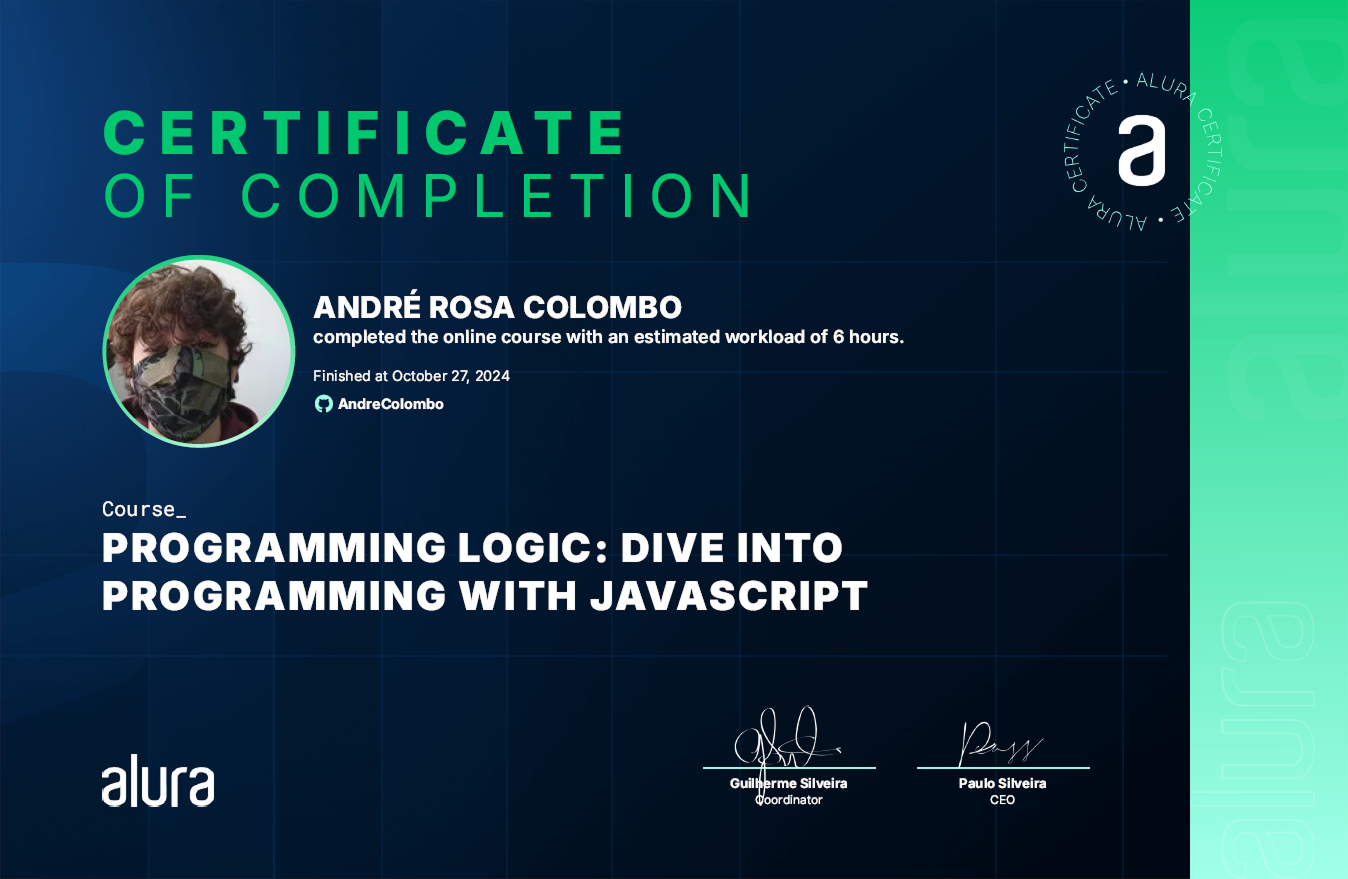 CERTIFICATE
OF COMPLETION
ALURA CERTIFICATE • ALURA CERTIFICATE •
a
ANDRÉ ROSA COLOMBO
completed the online course with an estimated workload of 6 hours.
Finished at October 27, 2024
AndreColombo
Course_
PROGRAMMING LOGIC: DIVE INTO
PROGRAMMING WITH JAVASCRIPT
alura
Guilherme Silveira
Coordinator
Paulo Silveira
CEO
alura
alura